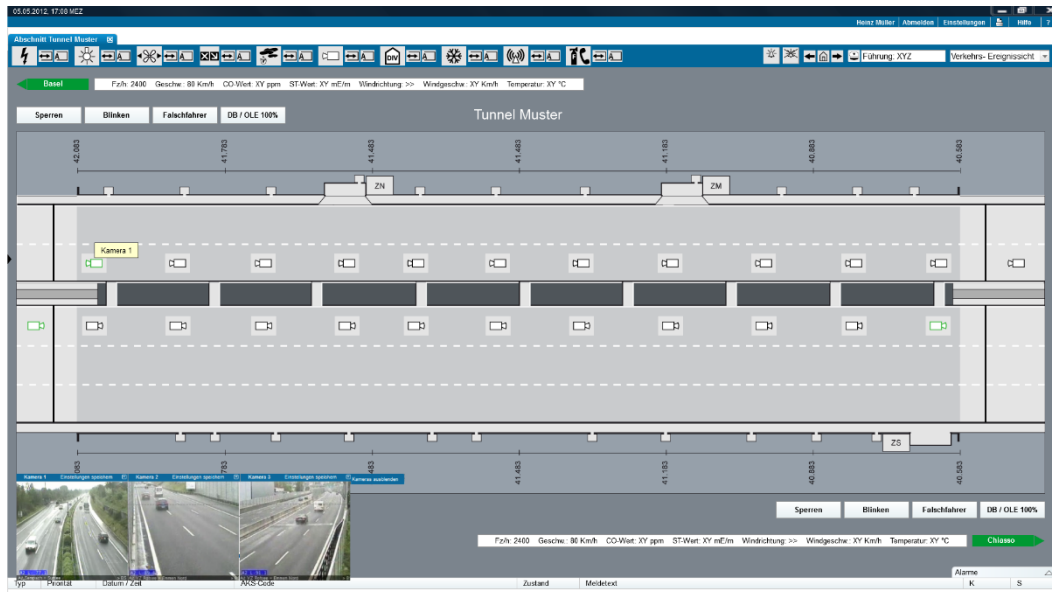 05.05.2012, 17:08 MEZ
Heinz Müller Abmelden Einstellungen Hilfe ?
Abschnitt Tunnel Muster
A A A A A A DIV A A A A
Führung: XYZ Verkehrs- Ereignissicht
Basel Fz/h: 2400 Geschw.: 80 Km/h CO-Wert: XY ppm ST-Wert: XY mE/m Windrichtung: >> Windgeschw.: XY Km/h Temperatur: XY °C
Sperren Blinken Falschfahrer DB / OLE 100% Tunnel Muster
42.083 41.783 41.483 41.483 41.183 40.883 40.583
ZN ZM
Kamera 1
ZS
083 783 483 41.483 41.183 40.883 40.583
Kamera 1 Einstellungen speichern Kamera 2 Einstellungen speichern Kamera 3 Einstellungen speichern Kameras ausblenden
Sperren Blinken Falschfahrer DB / OLE 100%
Fz/h: 2400 Geschw.: 80 Km/h CO-Wert: XY ppm ST-Wert: XY mE/m Windrichtung: >> Windgeschw.: XY Km/h Temperatur: XY °C Chiasso
Alarme
Typ Priorität Datum / Zeit AKS-Code Zustand Meldetext K S